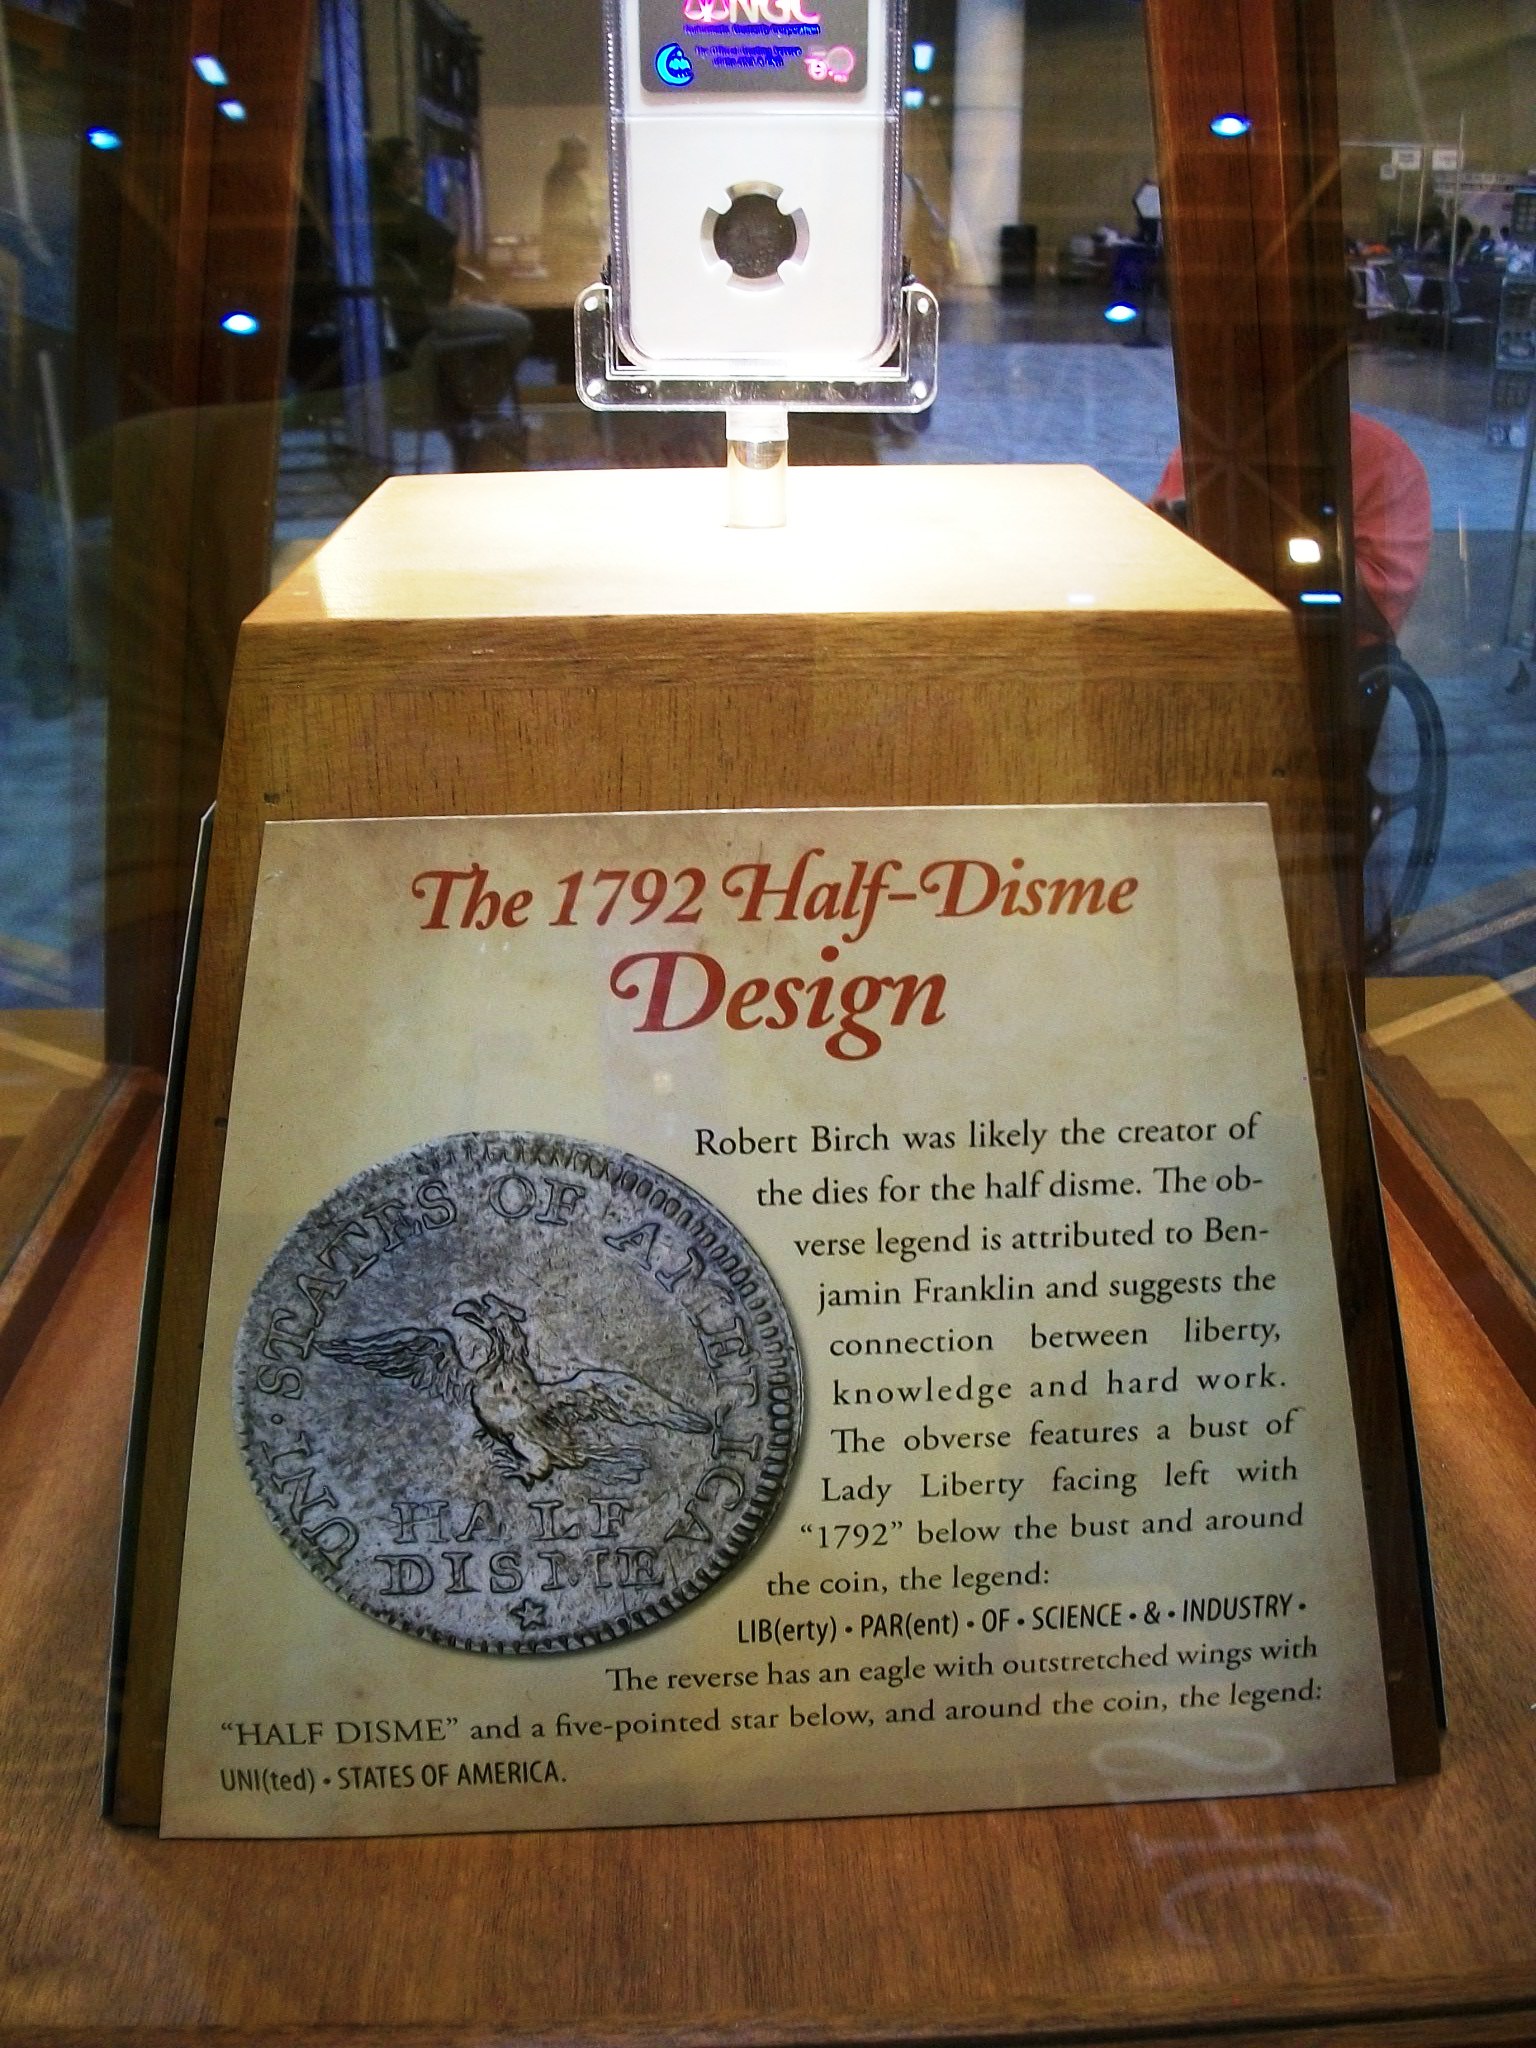 NGC
The 1792 Half-Disme
Design
Robert Birch was likely the creator of
the dies for the half disme. The ob-
verse legend is attributed to Ben-
jamin Franklin and suggests the
connection between liberty,
knowledge and hard work.
The obverse features a bust of
Lady Liberty facing left with
“1792” below the bust and around
the coin, the legend:
LIB(erty) • PAR(ent) • OF • SCIENCE • & • INDUSTRY •
The reverse has an eagle with outstretched wings with
“HALF DISME” and a five-pointed star below, and around the coin, the legend:
UNI(ted) • STATES OF AMERICA.
UNI · STATES OF AMERICA
HALF
DISME